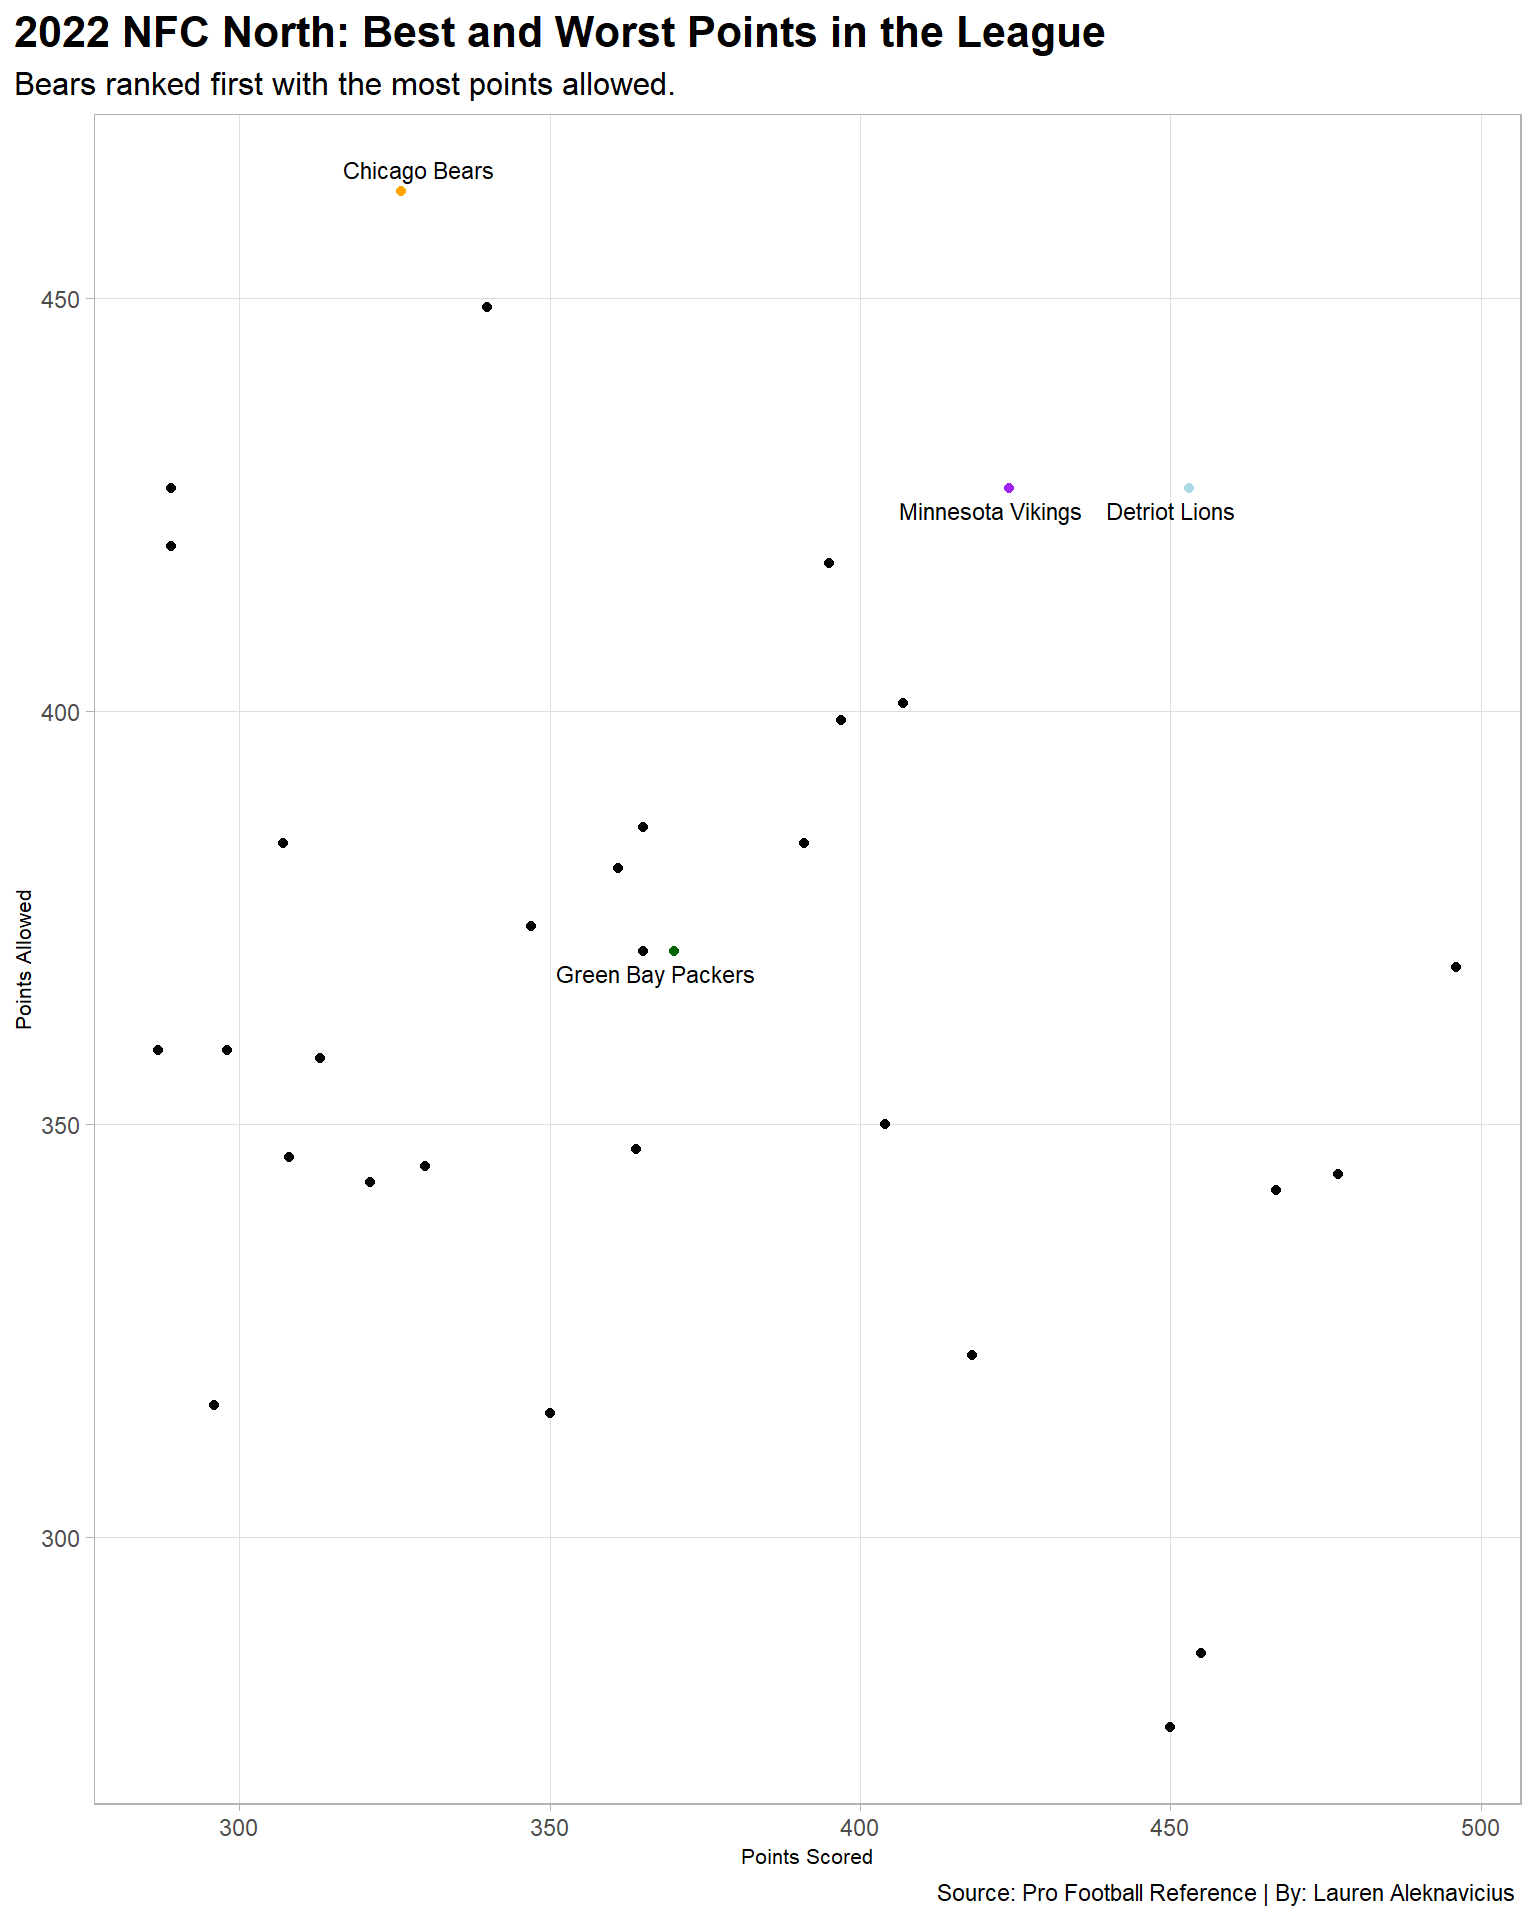 2022 NFC North: Best and Worst Points in the League
Bears ranked first with the most points allowed.
Chicago Bears
450
Minnesota Vikings
Detriot Lions
400
Points Allowed
Green Bay Packers
350
300
300
350
400
450
500
Points Scored
Source: Pro Football Reference | By: Lauren Aleknavicius